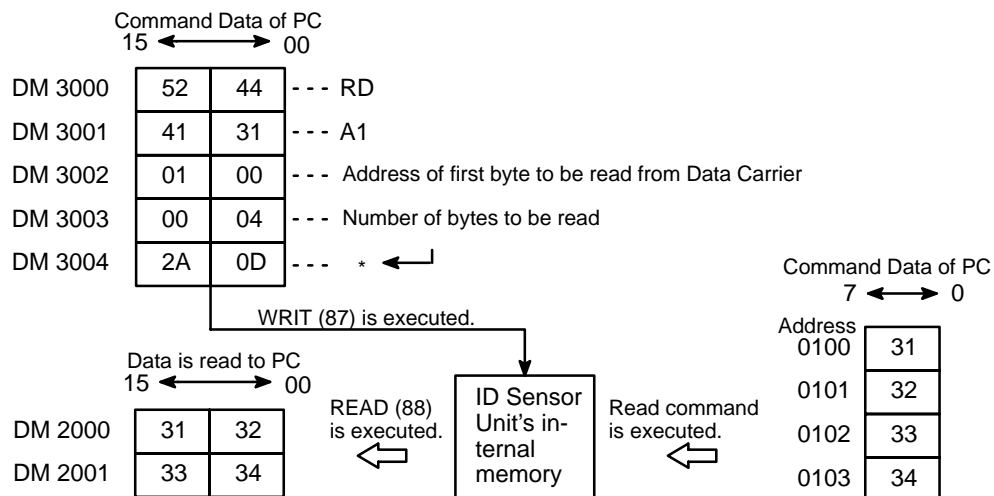 Command Data of PC
15 00
DM 3000 52 44 - - - RD
DM 3001 41 31 - - - A1
DM 3002 01 00 - - - Address of first byte to be read from Data Carrier
DM 3003 00 04 - - - Number of bytes to be read
DM 3004 2A 0D - - - *
WRIT (87) is executed.
Data is read to PC
15 00
DM 2000 31 32
DM 2001 33 34
READ (88)
is executed.
ID Sensor
Unit's in-
ternal
memory
Read command
is executed.
Command Data of PC
7 0
Address
0100 31
0101 32
0102 33
0103 34